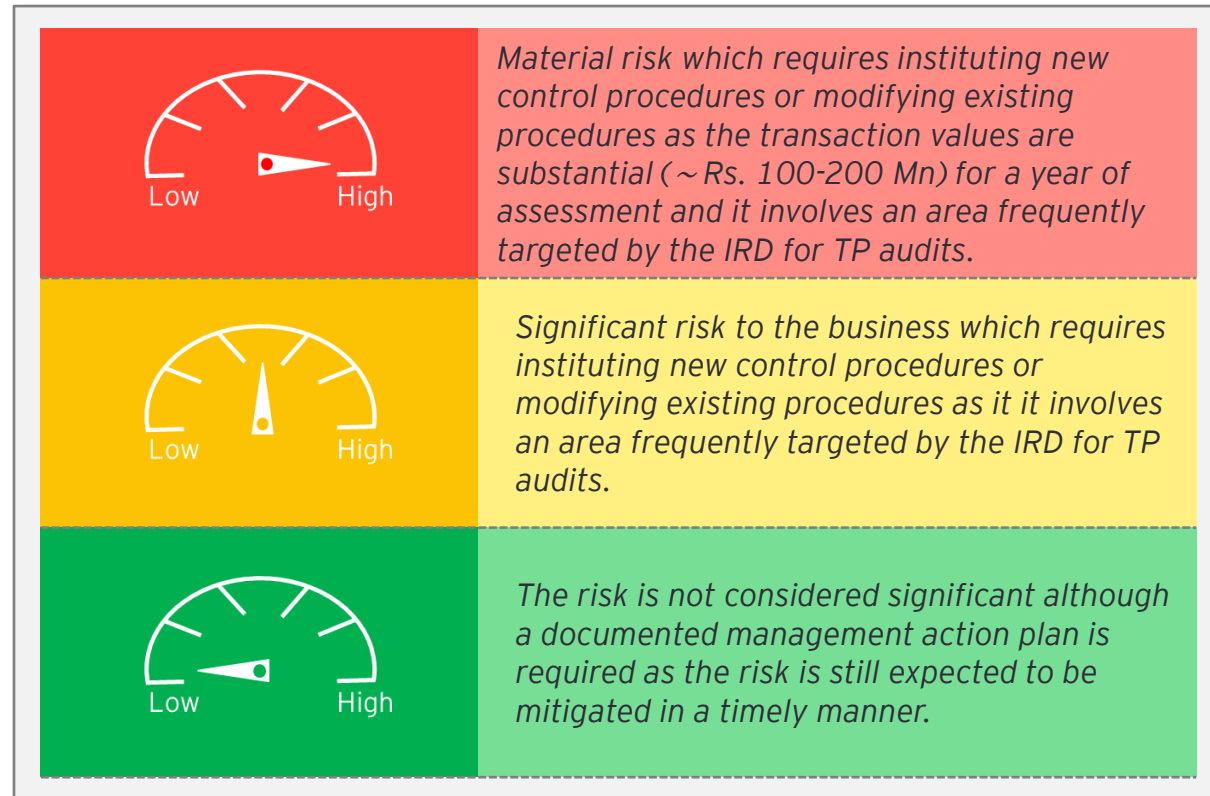 Material risk which requires instituting new
control procedures or modifying existing
procedures as the transaction values are
substantial (~ Rs. 100-200 Mn) for a year of
assessment and it involves an area frequently
targeted by the IRD for TP audits.
Low High
Significant risk to the business which requires
instituting new control procedures or
modifying existing procedures as it it involves
an area frequently targeted by the IRD for TP
audits.
Low High
The risk is not considered significant although
a documented management action plan is
required as the risk is still expected to be
mitigated in a timely manner.
Low High